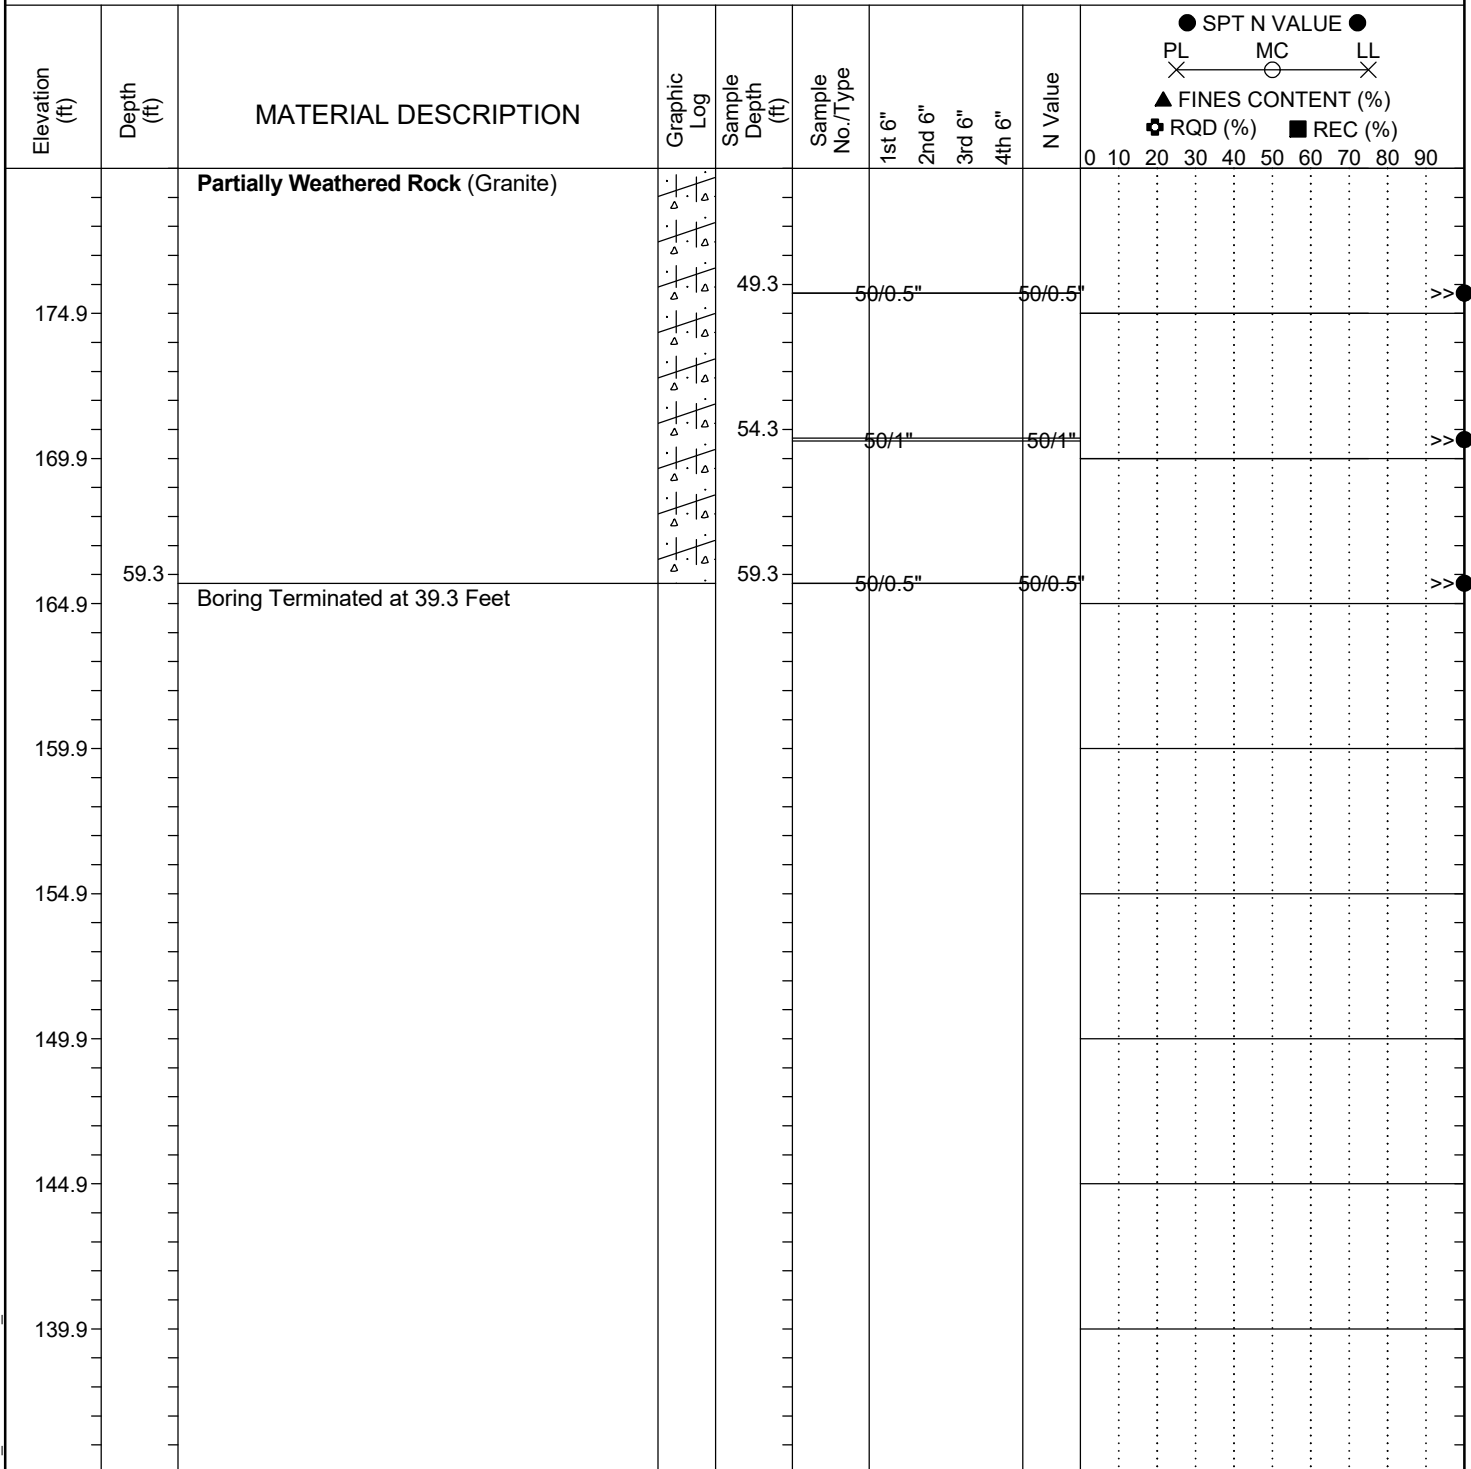 Elevation
(ft)
Depth
(ft)
MATERIAL DESCRIPTION
Graphic
Log
Sample
Depth
(ft)
Sample
No./Type
1st 6"
2nd 6"
3rd 6"
4th 6"
N Value
SPT N VALUE
PL MC LL
FINES CONTENT (%)
RQD (%) REC (%)
0 10 20 30 40 50 60 70 80 90
Partially Weathered Rock (Granite)
49.3 50/0.5" 50/0.5" >>
174.9
54.3 50/1" 50/1" >>
169.9
59.3 59.3 50/0.5" 50/0.5" >>
164.9 Boring Terminated at 39.3 Feet
159.9
154.9
149.9
144.9
139.9